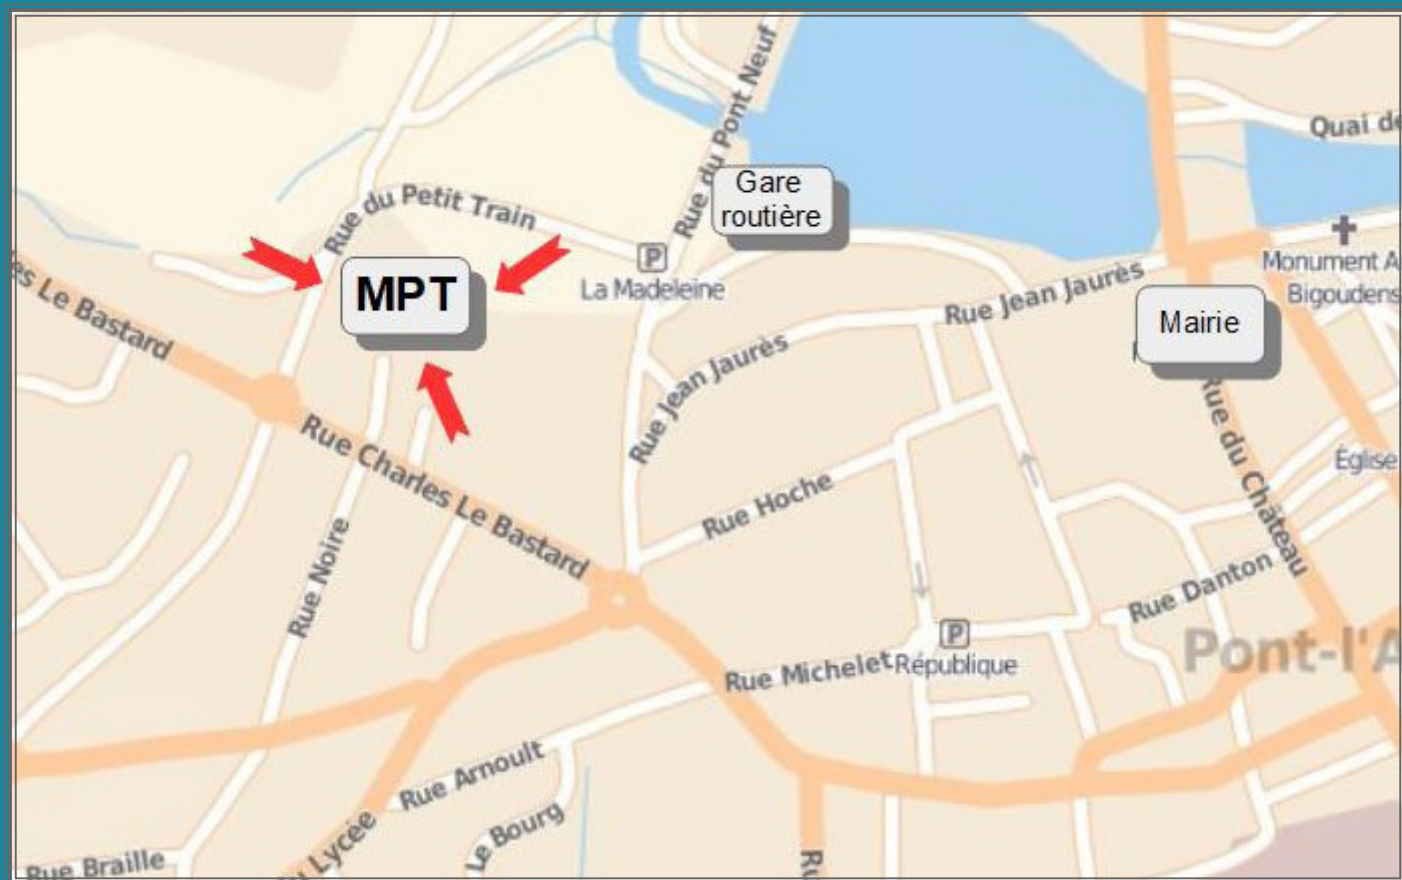 Rue du Pont Neuf
Quai de
Gare
routière
Rue du Petit Train
MPT
P
La Madeleine
Monument A
Bigoudens
es Le Bastard
Rue Jean Jaurès
Mairie
Rue Jean Jaurès
Rue du Château
Église
Rue Charles Le Bastard
Rue Hoche
Rue Noire
Rue Danton
P
République
Rue Michelet
Pont-l'A
Rue Arnoult
Le Bourg
Lycée
Rue Braille
Ru